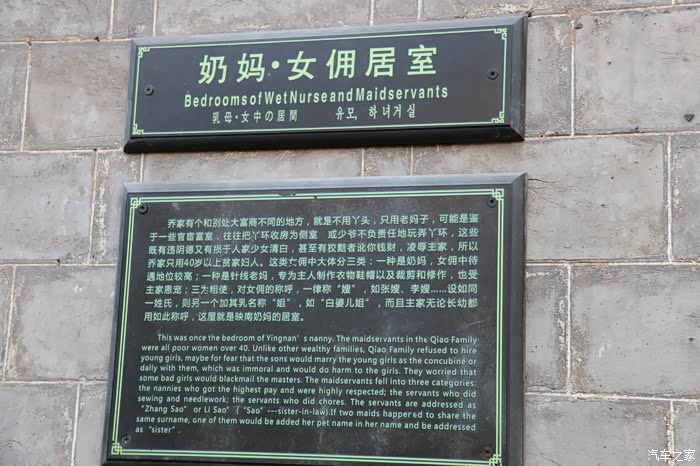 奶妈·女佣居室
Bedrooms of Wet Nurse and Maidservants
乳母·女中の居間 유모, 하녀거실
乔家有个和别处大富商不同的地方，就是不用丫头，只用老妈子，可能是鉴
于一些官宦富室，往往把丫环收房为侧室 或少爷不负责任地玩弄丫环，这些
既有违阴德又有损于人家少女清白，甚至有狡黠者讹你钱财，凌辱主家，所以
乔家只用40岁以上贫家妇人。这类女佣中大体分三类：一种是奶妈，女佣中待
遇地位较高；一种是针线老妈，专为主人制作衣物鞋帽以及裁剪和修作，也受
主家恩宠；三为粗使，对女佣的称呼，一律称“嫂”，如张嫂、李嫂……设如同
一姓氏，则另一个加其乳名称“姐”，如“白婆儿姐”，而且主家无论长幼都
用如此称呼，这屋就是映南奶妈的居室。
This was once the bedroom of Yingnan's nanny. The maidservants in the Qiao Family
were all poor women over 40. Unlike other wealthy families, Qiao Family refused to hire
young girls, maybe for fear that the sons would marry the young girls as the concubine or
dally with them, which was immoral and would do harm to the girls. They worried that
some bad girls would blackmail the masters. The maidservants fell into three categories:
the nannies who got the highest pay and were highly respected; the servants who did
sewing and needlework; the servants who did chores. The servants are addressed as
"Zhang Sao" or Li Sao" ("Sao" ---sister-in-law).If two maids happened to share the
same surname, one of them would be added her pet name in her name and be addressed
as "sister".
汽车之家